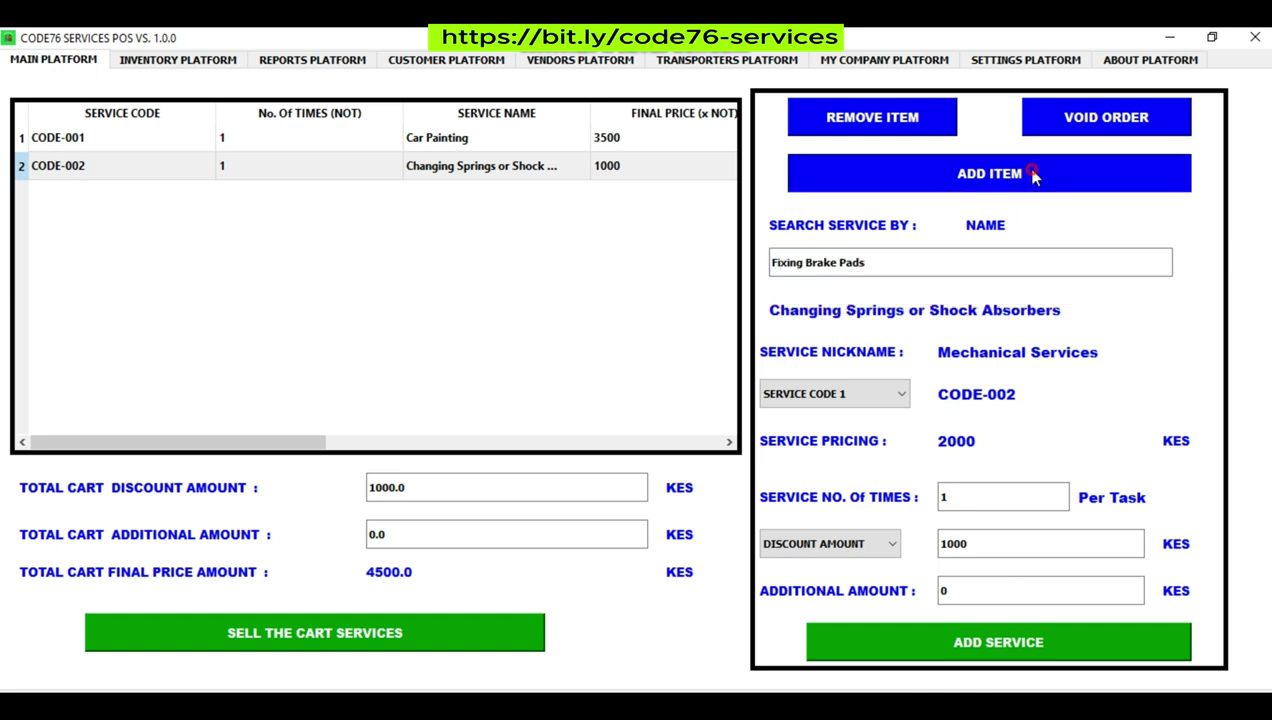 https://bit.ly/code76-services
CODE76 SERVICES POS VS. 1.0.0
MAIN PLATFORM INVENTORY PLATFORM REPORTS PLATFORM CUSTOMER PLATFORM VENDORS PLATFORM TRANSPORTERS PLATFORM MY COMPANY PLATFORM SETTINGS PLATFORM ABOUT PLATFORM
SERVICE CODE No. Of TIMES (NOT) SERVICE NAME FINAL PRICE (x NOT)
1 CODE-001 1 Car Painting 3500
2 CODE-002 1 Changing Springs or Shock ... 1000
TOTAL CART DISCOUNT AMOUNT : 1000.0 KES
TOTAL CART ADDITIONAL AMOUNT : 0.0 KES
TOTAL CART FINAL PRICE AMOUNT : 4500.0 KES
SELL THE CART SERVICES
REMOVE ITEM VOID ORDER
ADD ITEM
SEARCH SERVICE BY : NAME
Fixing Brake Pads
Changing Springs or Shock Absorbers
SERVICE NICKNAME : Mechanical Services
SERVICE CODE 1 CODE-002
SERVICE PRICING : 2000 KES
SERVICE NO. Of TIMES : 1 Per Task
DISCOUNT AMOUNT 1000 KES
ADDITIONAL AMOUNT : 0 KES
ADD SERVICE